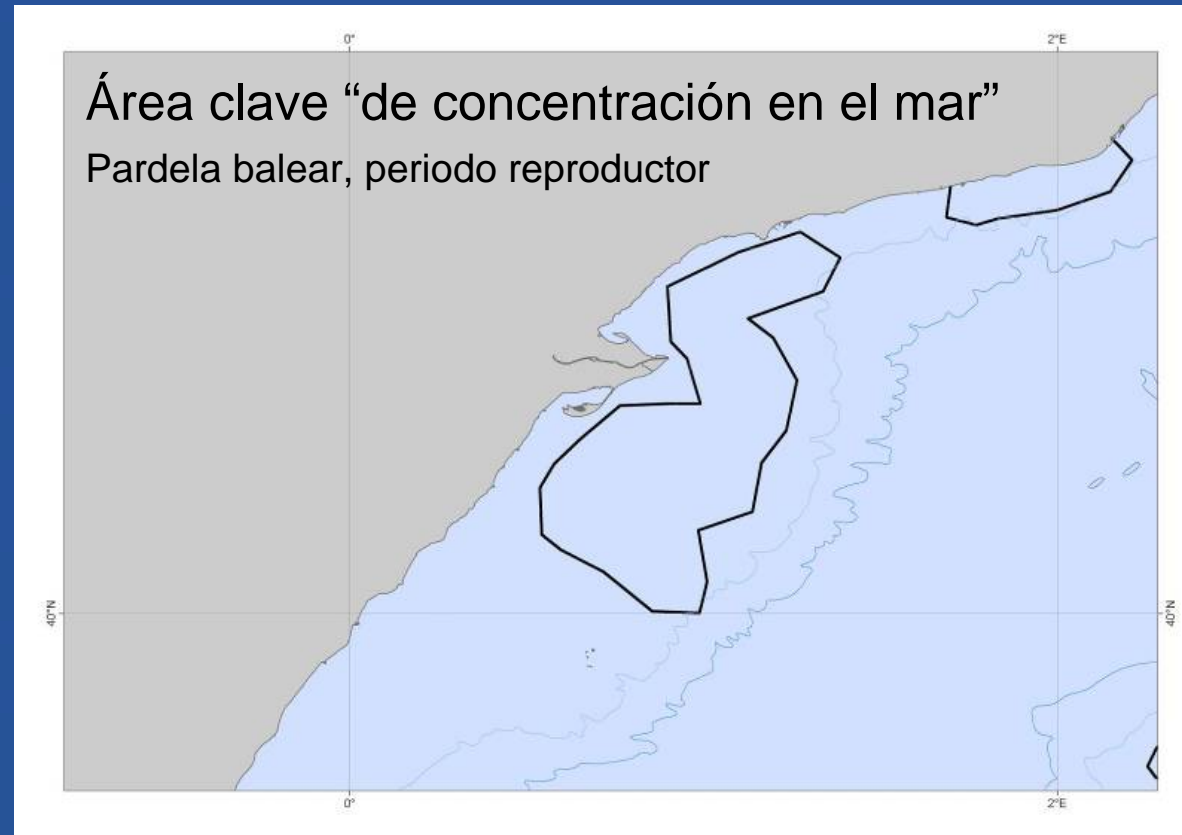 0°
2°E
Área clave “de concentración en el mar”
Pardela balear, periodo reproductor
40°N
40°N
0°
2°E